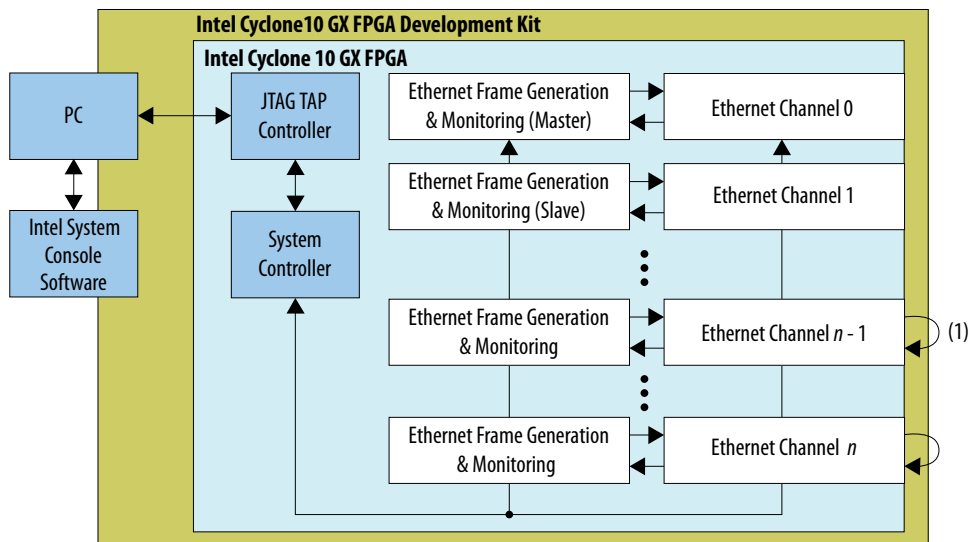 Intel Cyclone10 GX FPGA Development Kit
Intel Cyclone 10 GX FPGA
PC
JTAG TAP
Controller
Ethernet Frame Generation
& Monitoring (Master)
Ethernet Channel 0
Intel System
Console
Software
System
Controller
Ethernet Frame Generation
& Monitoring (Slave)
Ethernet Channel 1
Ethernet Frame Generation
& Monitoring
Ethernet Channel n - 1
(1)
Ethernet Frame Generation
& Monitoring
Ethernet Channel n